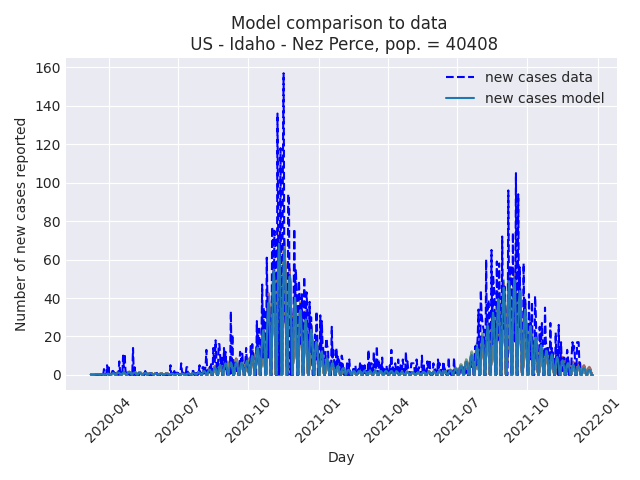 Model comparison to data
US - Idaho - Nez Perce, pop. = 40408
Number of new cases reported
160
140
120
100
80
60
40
20
0
new cases data
new cases model
2020-04
2020-07
2020-10
2021-01
2021-04
2021-07
2021-10
2022-01
Day